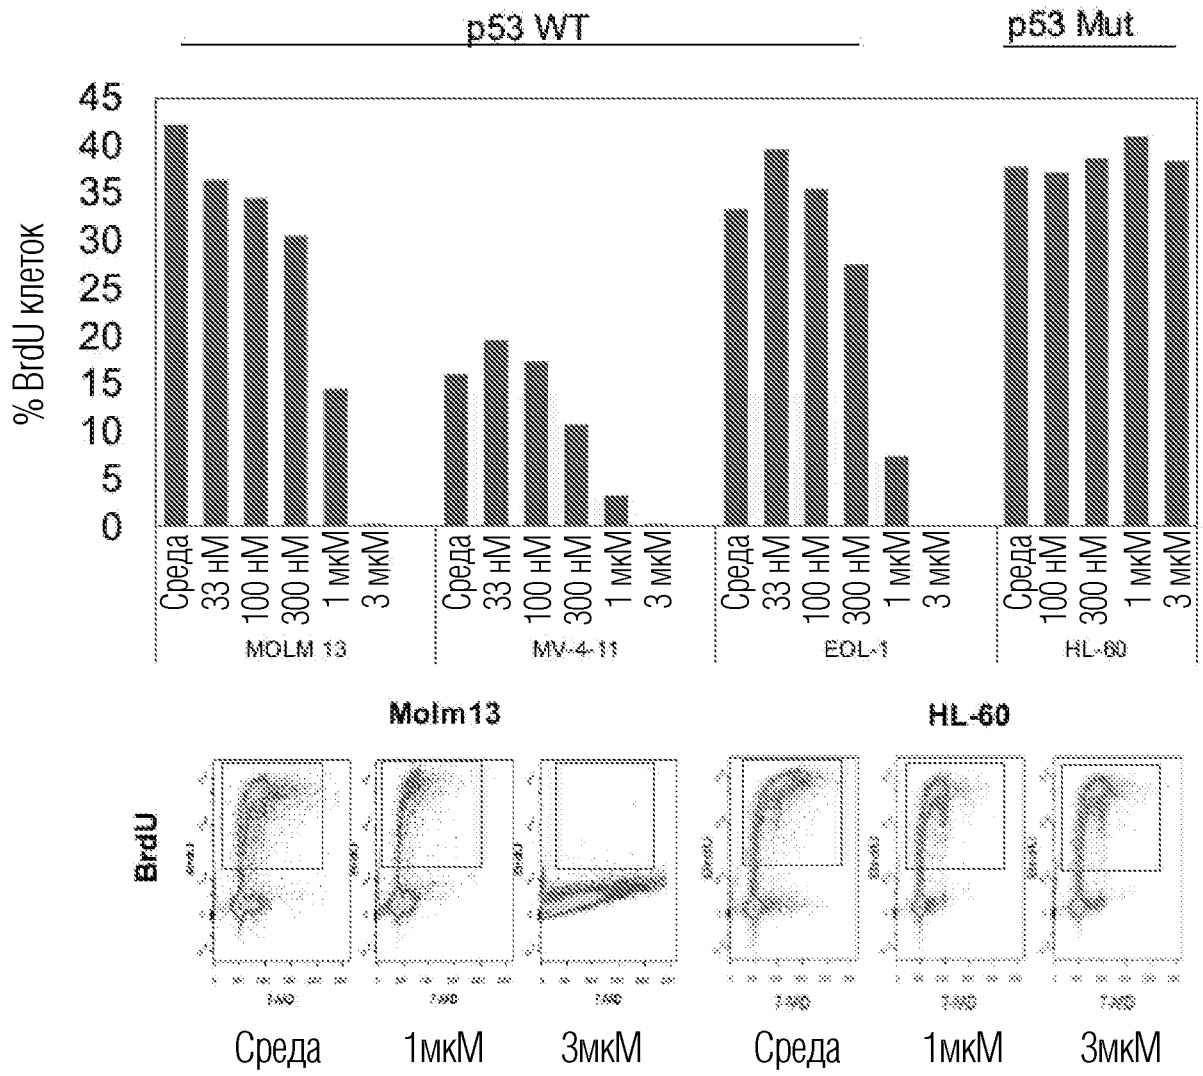 p53 WT
p53 Mut
% BrdU клеток
45
40
35
30
25
20
15
10
5
0
Среда
33 нМ
100 нМ
300 нМ
1 мкМ
3 мкМ
Среда
33 нМ
100 нМ
300 нМ
1 мкМ
3 мкМ
Среда
33 нМ
100 нМ
300 нМ
1 мкМ
3 мкМ
Среда
100 нМ
300 нМ
1 мкМ
3 мкМ
MOLM 13
MV-4-11
EOL-1
HL-60
Molm13
HL-60
BrdU
Среда
1мкМ
3мкМ
Среда
1мкМ
3мкМ